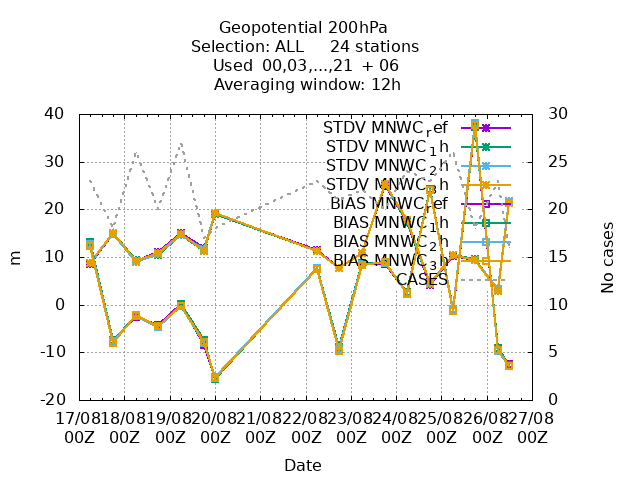 Geopotential 200hPa
Selection: ALL 24 stations
Used 00,03,...,21 + 06
Averaging window: 12h
40 30
STDV MNWC_ref
STDV MNWC_1h
30 25
STDV MNWC_2h
STDV MNWC_3h
20 20
BIAS MNWC_ref
BIAS MNWC_1h
BIAS MNWC_2h
10 15
BIAS MNWC_3h
CASES
0 10
-10 5
-20 0
m
No cases
17/08 18/08 19/08 20/08 21/08 22/08 23/08 24/08 25/08 26/08 27/08
00Z 00Z 00Z 00Z 00Z 00Z 00Z 00Z 00Z 00Z 00Z
Date